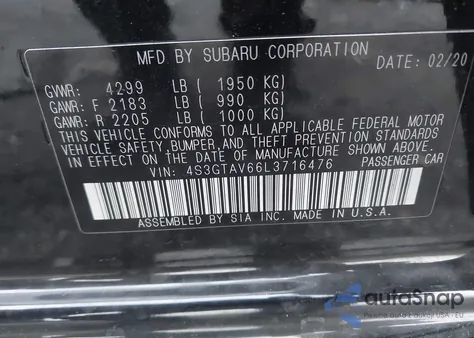 MFD BY SUBARU CORPORATION
DATE: 02/20
GVWR: 4299 LB ( 1950 KG)
GAWR: F 2183 LB ( 990 KG)
GAWR: R 2205 LB ( 1000 KG)
THIS VEHICLE CONFORMS TO ALL APPLICABLE FEDERAL MOTOR
VEHICLE SAFETY, BUMPER, AND THEFT PREVENTION STANDARDS
IN EFFECT ON THE DATE OF MANUFACTURE SHOWN ABOVE.
VIN: 4S3GTAV66L3716476 PASSENGER CAR
ASSEMBLED BY SIA INC. MADE IN U.S.A.
autoSnap